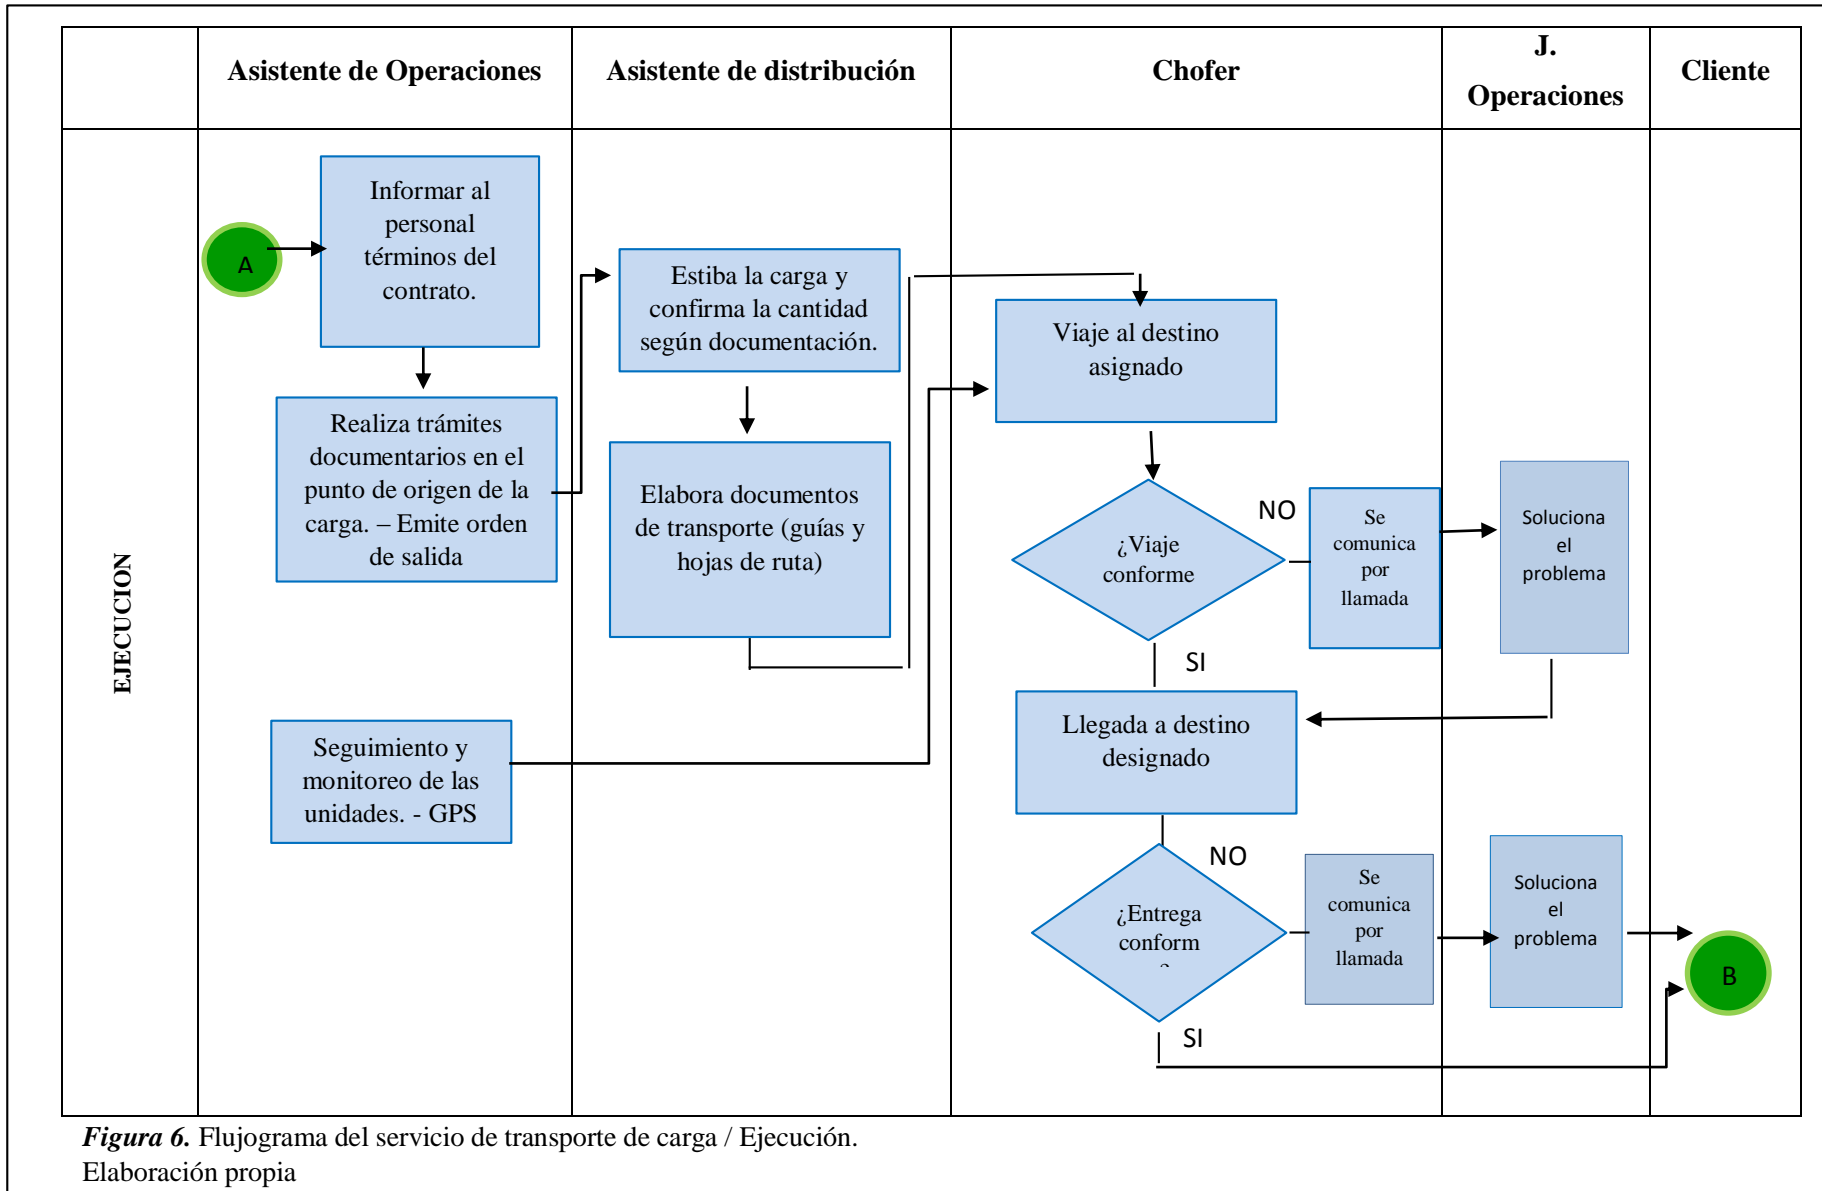 Asistente de Operaciones
Asistente de distribución
Chofer
J.
Operaciones
Cliente
EJECUCION
A
Informar al
personal
términos del
contrato.
Realiza trámites
documentarios en el
punto de origen de la
carga. – Emite orden
de salida
Seguimiento y
monitoreo de las
unidades. - GPS
Estiba la carga y
confirma la cantidad
según documentación.
Elabora documentos
de transporte (guías y
hojas de ruta)
Viaje al destino
asignado
¿Viaje
conforme
NO
Se
comunica
por
llamada
Soluciona
el
problema
SI
Llegada a destino
designado
¿Entrega
conform
NO
Se
comunica
por
llamada
Soluciona
el
problema
SI
B
Figura 6. Flujograma del servicio de transporte de carga / Ejecución.
Elaboración propia